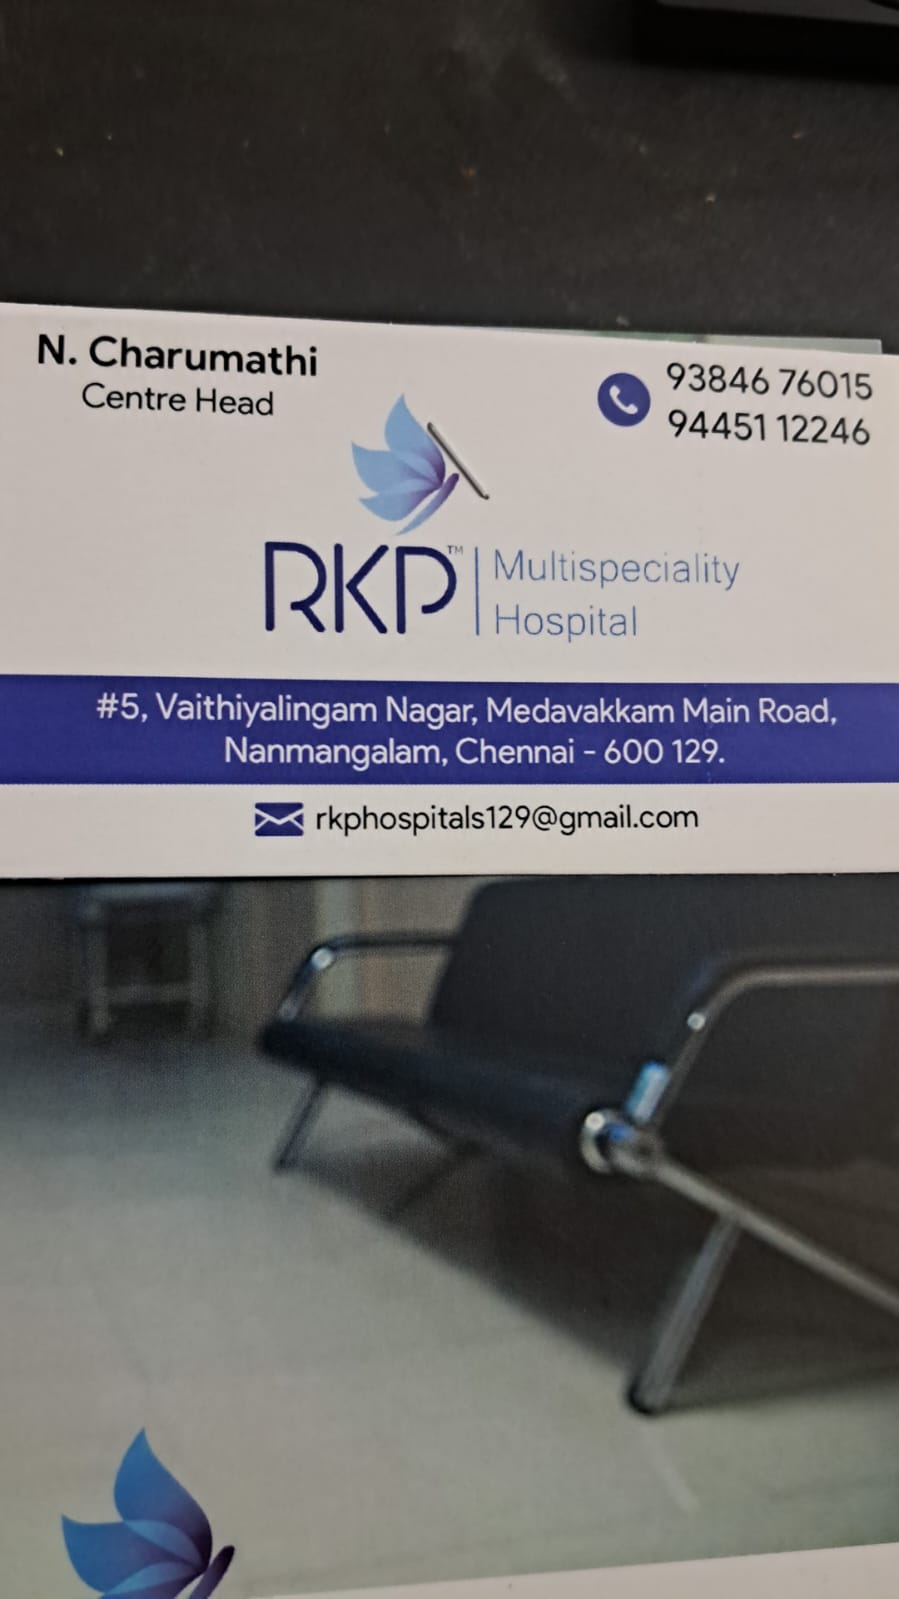 N. Charumathi
Centre Head
93846 76015
94451 12246
RKP™
Multispeciality
Hospital
#5, Vaithiyalingam Nagar, Medavakkam Main Road,
Nanmangalam, Chennai - 600 129.
rkphospitals129@gmail.com